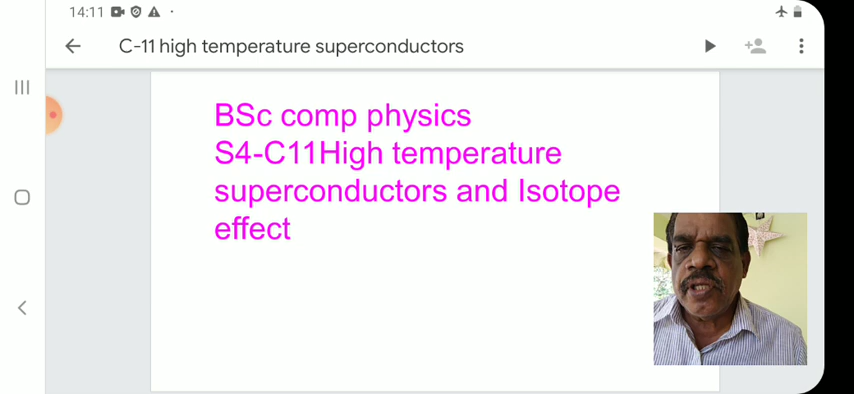 14:11
C-11 high temperature superconductors
BSc comp physics
S4-C11High temperature
superconductors and Isotope
effect